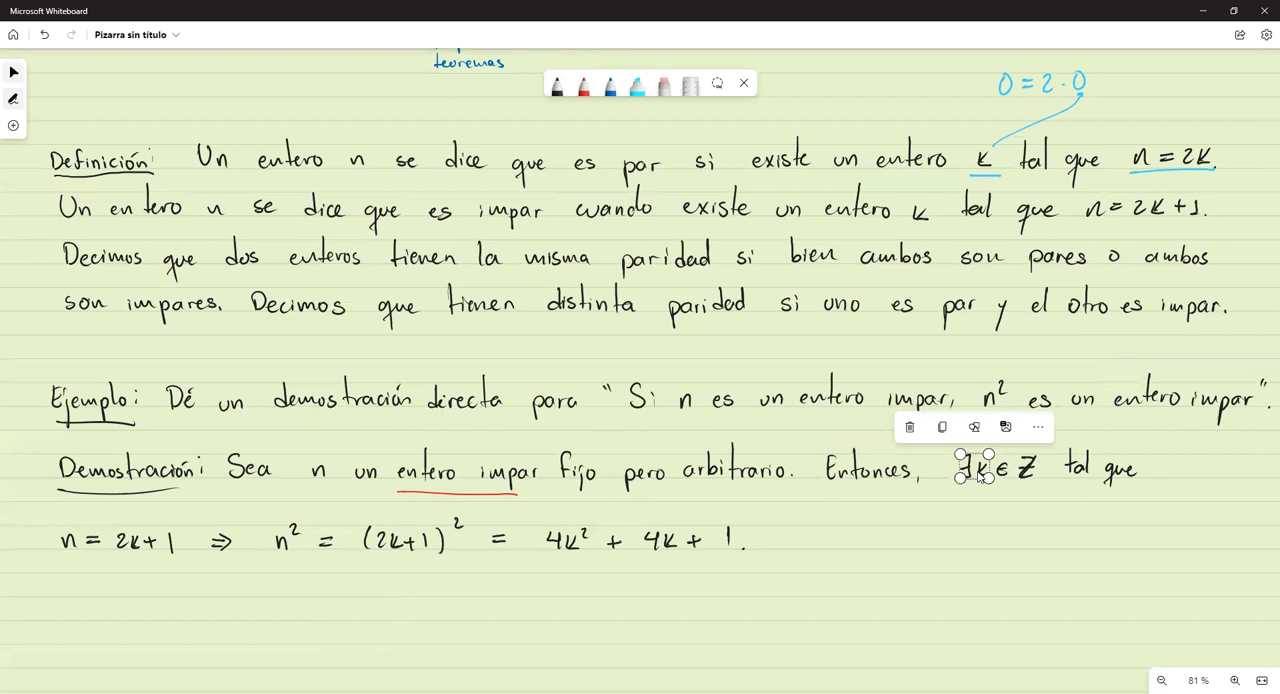 Microsoft Whiteboard
Pizarra sin título
teoremas
0 = 2 · 0
Definición: Un entero n se dice que es par si existe un entero k tal que n = 2k.
Un entero n se dice que es impar cuando existe un entero k tal que n = 2k + 1.
Decimos que dos enteros tienen la misma paridad si bien ambos son pares o ambos
son impares. Decimos que tienen distinta paridad si uno es par y el otro es impar.
Ejemplo: Dé un demostración directa para "Si n es un entero impar, n² es un entero impar".
Demostración: Sea n un entero impar fijo pero arbitrario. Entonces, ∃k ∈ Z tal que
n = 2k+1 ⇒ n² = (2k+1)² = 4k² + 4k + 1.
81 %